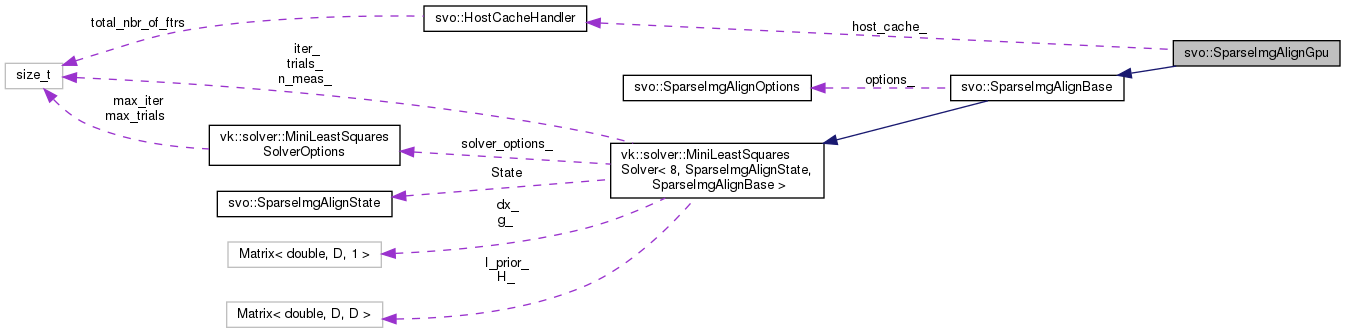 total_nbr_of_ftrs
svo::HostCacheHandler
host_cache_
svo::SparseImgAlignGpu
size_t
iter_
trials_
n_meas_
svo::SparseImgAlignOptions
options_
svo::SparseImgAlignBase
max_iter
max_trials
vk::solver::MiniLeastSquares
SolverOptions
solver_options_
vk::solver::MiniLeastSquares
Solver< 8, SparseImgAlignState,
SparseImgAlignBase >
State
svo::SparseImgAlignState
dx_
g_
Matrix< double, D, 1 >
I_prior_
H_
Matrix< double, D, D >